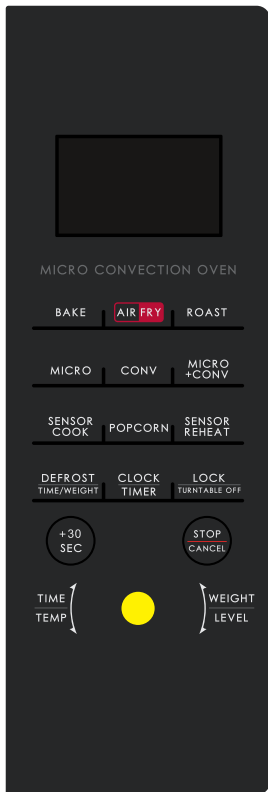 MICRO CONVECTION OVEN
BAKE AIR FRY ROAST
MICRO CONV MICRO +CONV
SENSOR COOK POPCORN SENSOR REHEAT
DEFROST CLOCK LOCK
TIME/WEIGHT TIMER TURNTABLE OFF
+30 STOP
SEC CANCEL
TIME WEIGHT
TEMP LEVEL